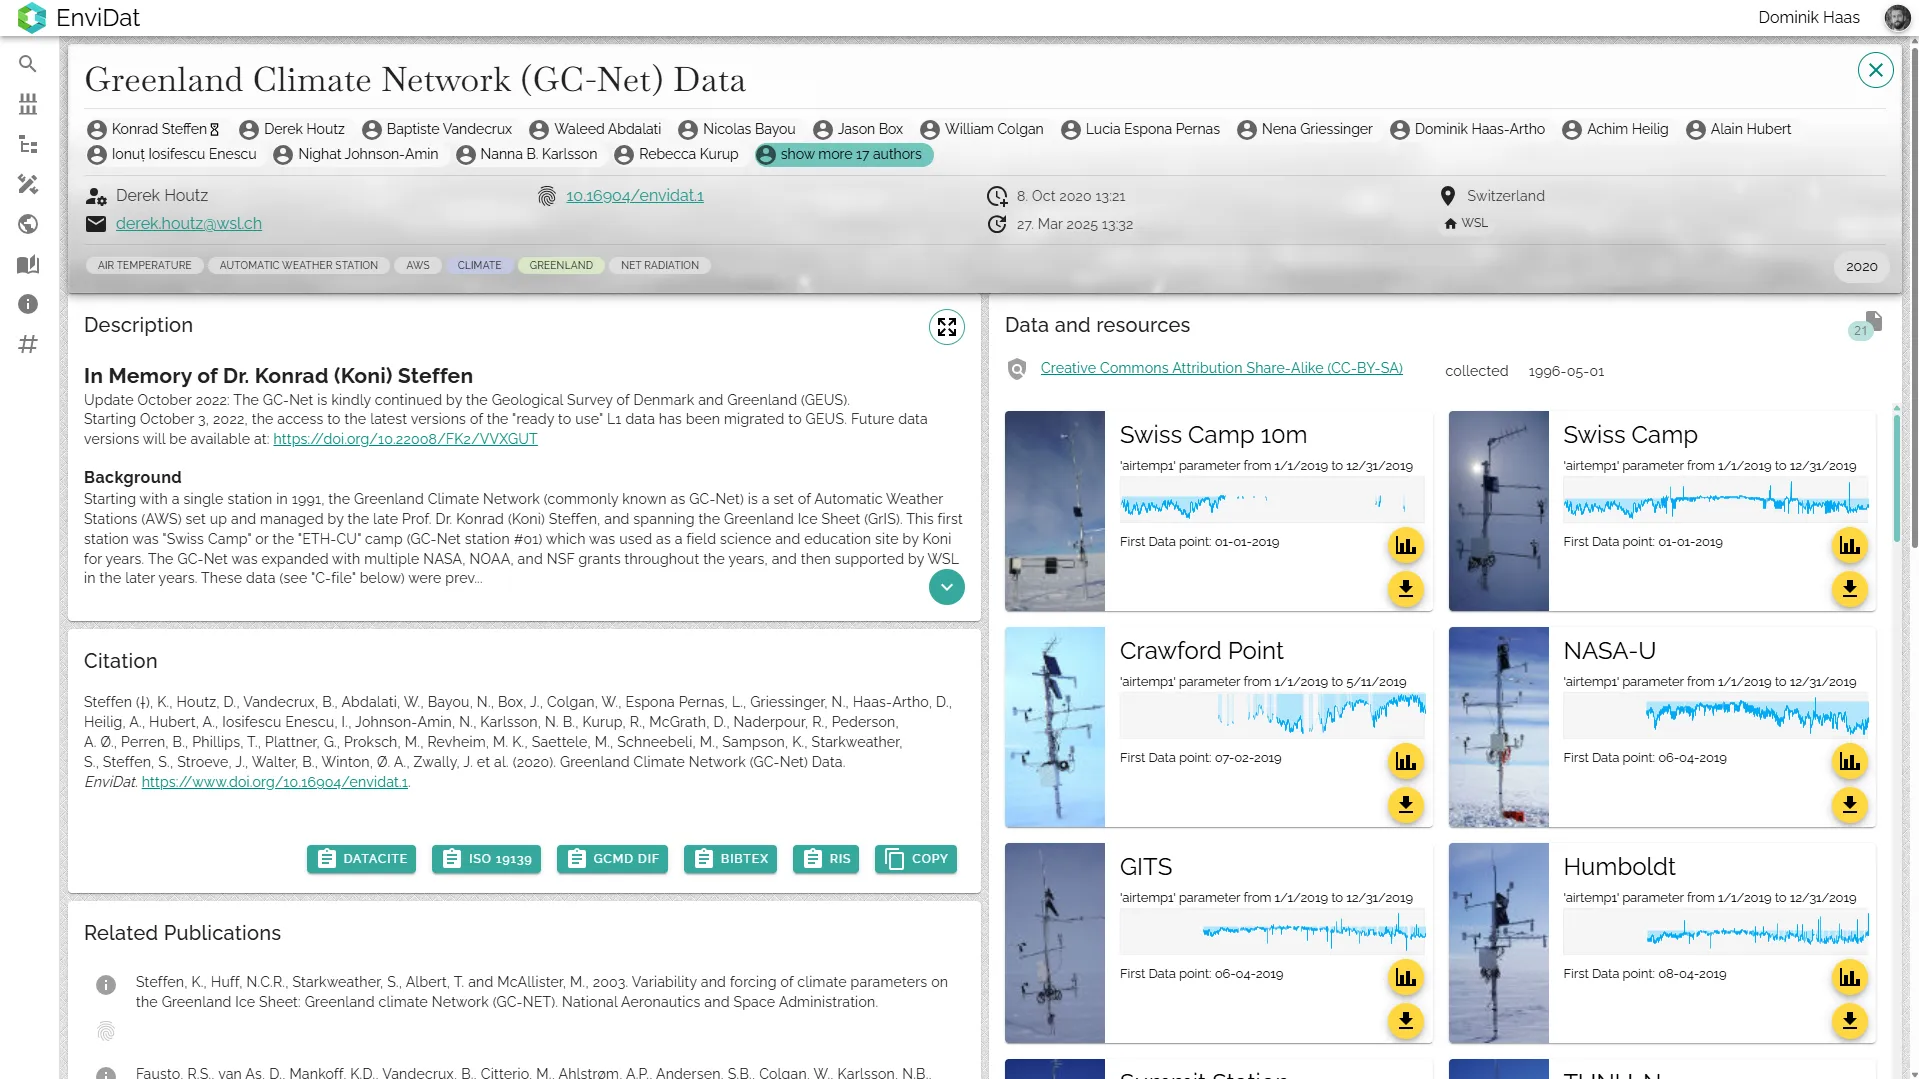 EnviDat
Dominik Haas
Greenland Climate Network (GC-Net) Data
Konrad Steffen Derek Houtz Baptiste Vandecrux Waleed Abdalati Nicolas Bayou Jason Box William Colgan Lucia Espona Pernas Nena Griessinger Dominik Haas-Artho Achim Heilig Alain Hubert
Ionuț Iosifescu Enescu Nighat Johnson-Amin Nanna B. Karlsson Rebecca Kurup show more 17 authors
Derek Houtz
derek.houtz@wsl.ch
10.16904/envidat.1
8. Oct 2020 13:21
27. Mar 2025 13:32
Switzerland
WSL
AIR TEMPERATURE AUTOMATIC WEATHER STATION AWS CLIMATE GREENLAND NET RADIATION
2020
Description
In Memory of Dr. Konrad (Koni) Steffen
Update October 2022: The GC-Net is kindly continued by the Geological Survey of Denmark and Greenland (GEUS).
Starting October 3, 2022, the access to the latest versions of the "ready to use" L1 data has been migrated to GEUS. Future data
versions will be available at: https://doi.org/10.22008/FK2/VVXGUT
Background
Starting with a single station in 1991, the Greenland Climate Network (commonly known as GC-Net) is a set of Automatic Weather
Stations (AWS) set up and managed by the late Prof. Dr. Konrad (Koni) Steffen, and spanning the Greenland Ice Sheet (GrIS). This first
station was "Swiss Camp" or the "ETH-CU" camp (GC-Net station #01) which was used as a field science and education site by Koni
for years. The GC-Net was expanded with multiple NASA, NOAA, and NSF grants throughout the years, and then supported by WSL
in the later years. These data (see "C-file" below) were prev...
Citation
Steffen (⸸), K., Houtz, D., Vandecrux, B., Abdalati, W., Bayou, N., Box, J., Colgan, W., Espona Pernas, L., Griessinger, N., Haas-Artho, D.,
Heilig, A., Hubert, A., Iosifescu Enescu, I., Johnson-Amin, N., Karlsson, N. B., Kurup, R., McGrath, D., Naderpour, R., Pederson,
A. Ø., Perren, B., Phillips, T., Plattner, G., Proksch, M., Revheim, M. K., Saettele, M., Schneebeli, M., Sampson, K., Starkweather,
S., Steffen, S., Stroeve, J., Walter, B., Winton, Ø. A., Zwally, J. et al. (2020). Greenland Climate Network (GC-Net) Data.
EnviDat. https://www.doi.org/10.16904/envidat.1.
DATACITE ISO 19139 GCMD DIF BIBTEX RIS COPY
Related Publications
Steffen, K., Huff, N.C.R., Starkweather, S., Albert, T. and McAllister, M., 2003. Variability and forcing of climate parameters on
the Greenland Ice Sheet: Greenland climate Network (GC-NET). National Aeronautics and Space Administration.
Fausto, R.S., van As, D., Mankoff, K.D., Vandecrux, B., Citterio, M., Ahlstrøm, A.P., Andersen, S.B., Colgan, W., Karlsson, N.B.,
Data and resources
21
Creative Commons Attribution Share-Alike (CC-BY-SA)
collected 1996-05-01
Swiss Camp 10m
'airtemp1' parameter from 1/1/2019 to 12/31/2019
First Data point: 01-01-2019
Swiss Camp
'airtemp1' parameter from 1/1/2019 to 12/31/2019
First Data point: 01-01-2019
Crawford Point
'airtemp1' parameter from 1/1/2019 to 5/11/2019
First Data point: 07-02-2019
NASA-U
'airtemp1' parameter from 1/1/2019 to 12/31/2019
First Data point: 06-04-2019
GITS
'airtemp1' parameter from 1/1/2019 to 12/31/2019
First Data point: 06-04-2019
Humboldt
'airtemp1' parameter from 1/1/2019 to 12/31/2019
First Data point: 08-04-2019
Summit Station